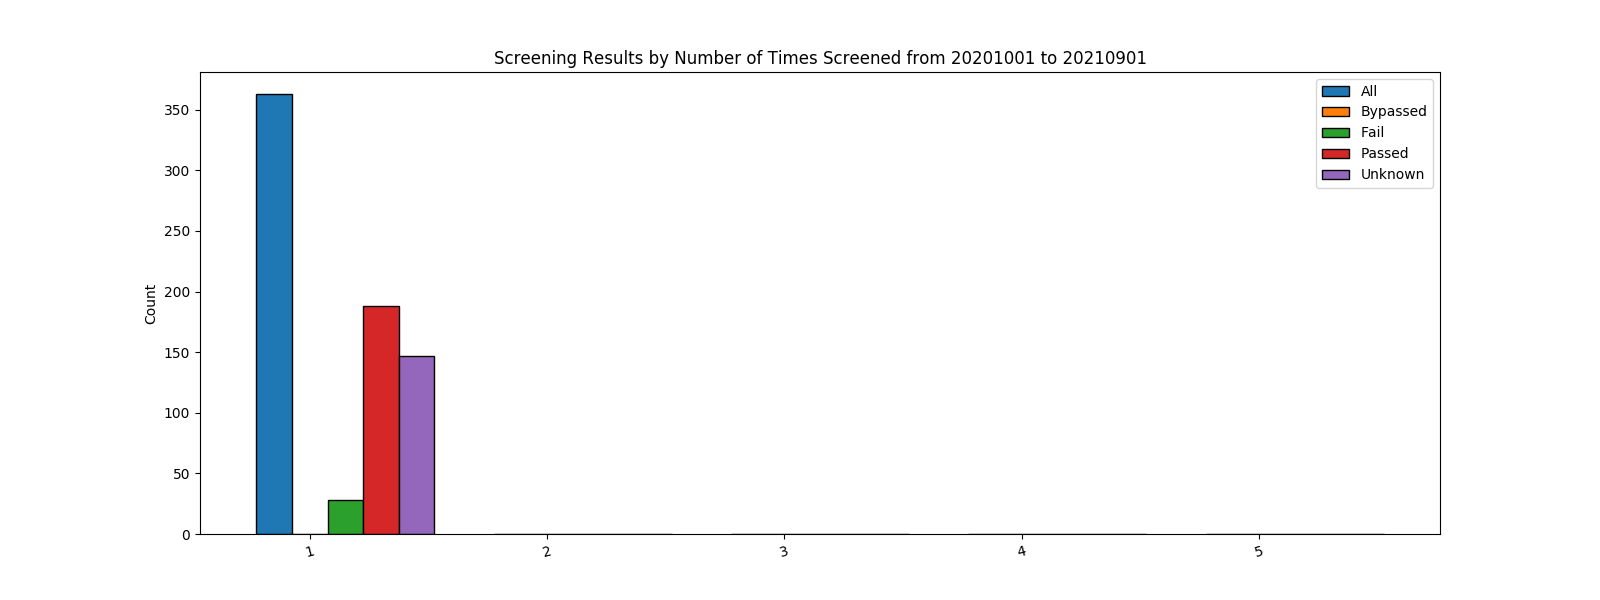 Screening Results by Number of Times Screened from 20201001 to 20210901
All
Bypassed
Fail
Passed
Unknown
Count
350
300
250
200
150
100
50
0
1
2
3
4
5